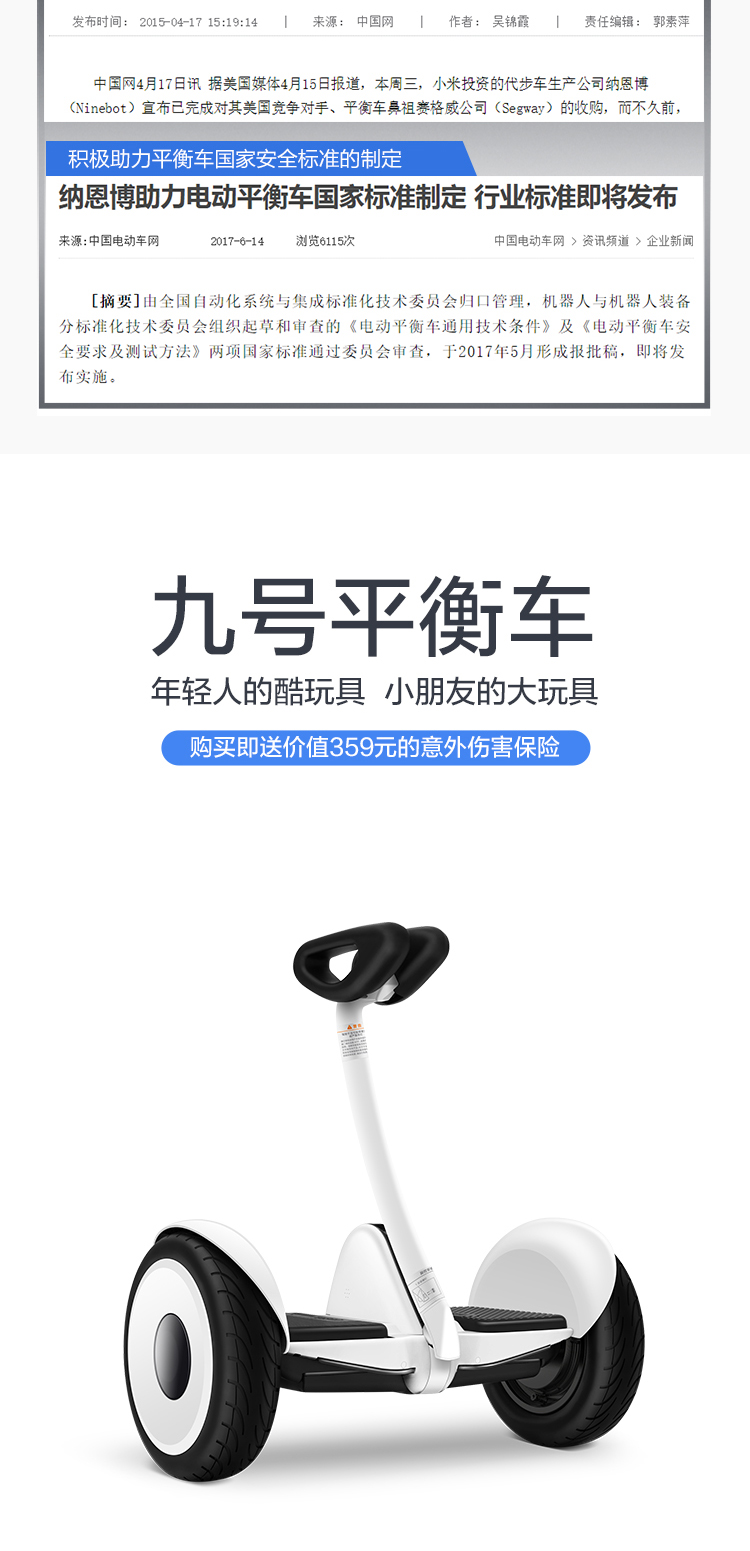 发布时间： 2015-04-17 15:19:14 | 来源： 中国网 | 作者： 吴锦霞 | 责任编辑： 郭素萍
中国网4月17日讯 据美国媒体4月15日报道，本周三，小米投资的代步车生产公司纳恩博
（Ninebot）宣布已完成对其美国竞争对手、平衡车鼻祖赛格威公司（Segway）的收购，而不久前，
积极助力平衡车国家安全标准的制定
纳恩博助力电动平衡车国家标准制定 行业标准即将发布
来源:中国电动车网 2017-6-14 浏览6115次 中国电动车网 > 资讯频道 > 企业新闻
[摘要]由全国自动化系统与集成标准化技术委员会归口管理，机器人与机器人装备
分标准化技术委员会组织起草和审查的《电动平衡车通用技术条件》及《电动平衡车安
全要求及测试方法》两项国家标准通过委员会审查，于2017年5月形成报批稿，即将发
布实施。
九号平衡车
年轻人的酷玩具 小朋友的大玩具
购买即送价值359元的意外伤害保险